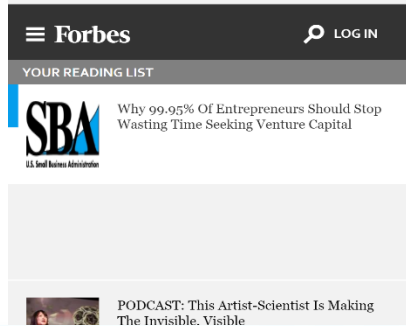 Forbes
LOG IN
YOUR READING LIST
Why 99.95% Of Entrepreneurs Should Stop
Wasting Time Seeking Venture Capital
SBA
U.S. Small Business Administration
PODCAST: This Artist-Scientist Is Making
The Invisible, Visible